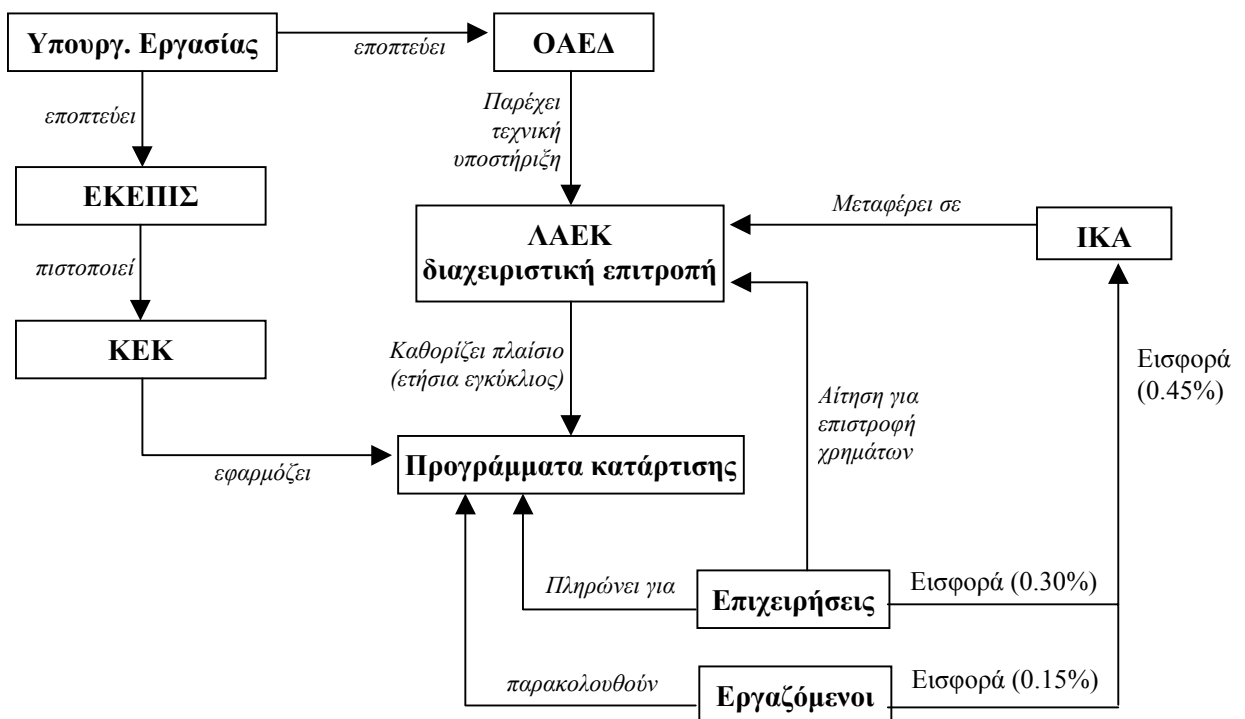 Υπουργ. Εργασίας
εποπτεύει
ΟΑΕΔ
εποπτεύει
Παρέχει
τεχνική
υποστήριξη
ΕΚΕΠΙΣ
Μεταφέρει σε
ΛΑΕΚ
διαχειριστική επιτροπή
ΙΚΑ
πιστοποιεί
ΚΕΚ
Καθορίζει πλαίσιο
(ετήσια εγκύκλιος)
Εισφορά
(0.45%)
Αίτηση για
επιστροφή
χρημάτων
εφαρμόζει
Προγράμματα κατάρτισης
Πληρώνει για
Επιχειρήσεις
Εισφορά (0.30%)
παρακολουθούν
Εργαζόμενοι
Εισφορά (0.15%)